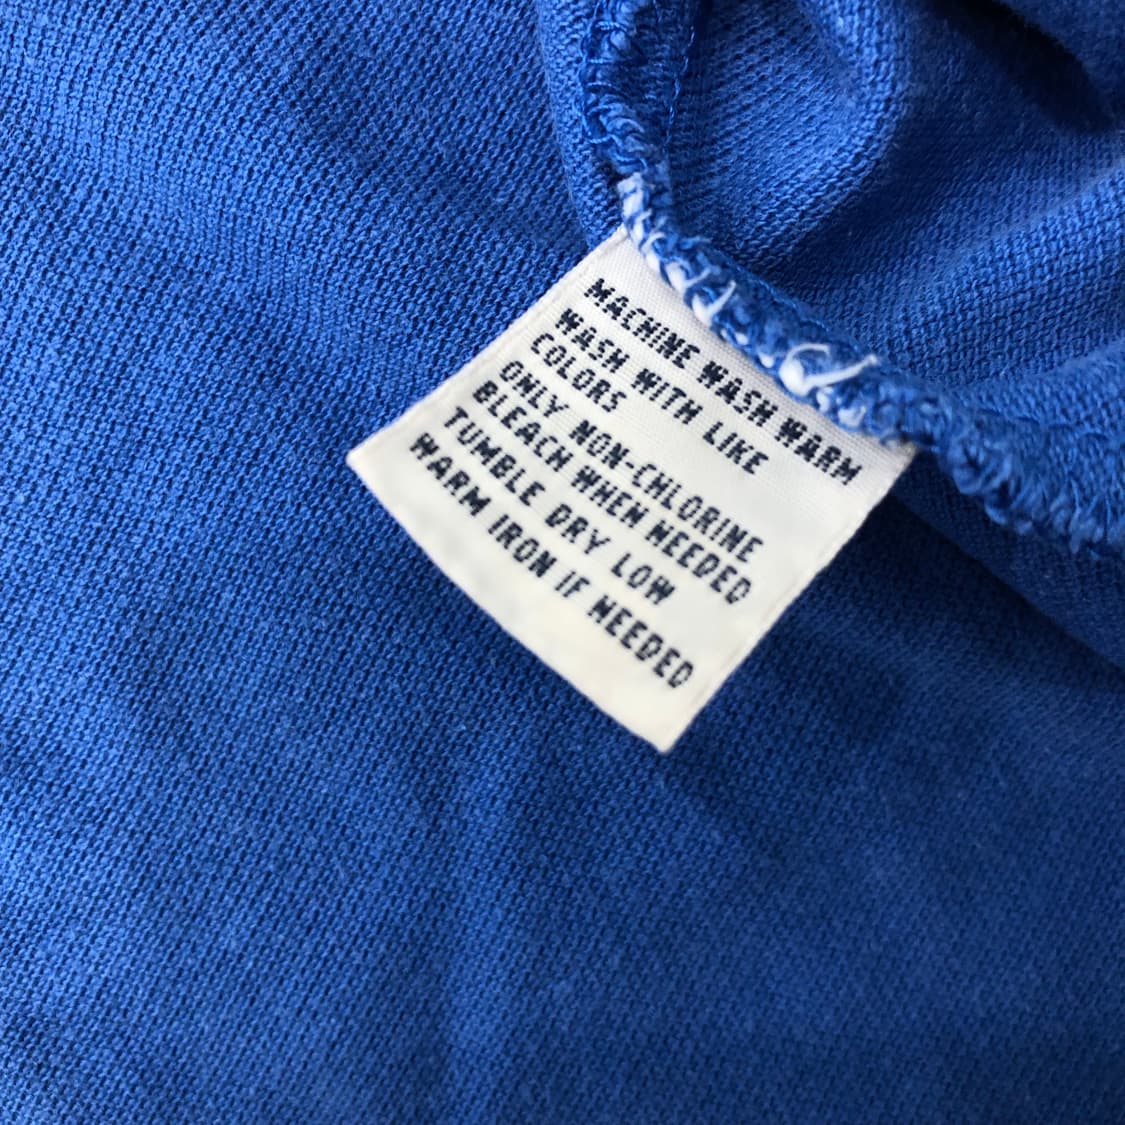 MACHINE WASH WARM
WASH WITH LIKE
COLORS
ONLY NON-CHLORINE
BLEACH WHEN NEEDED
TUMBLE DRY LOW
WARM IRON IF NEEDED